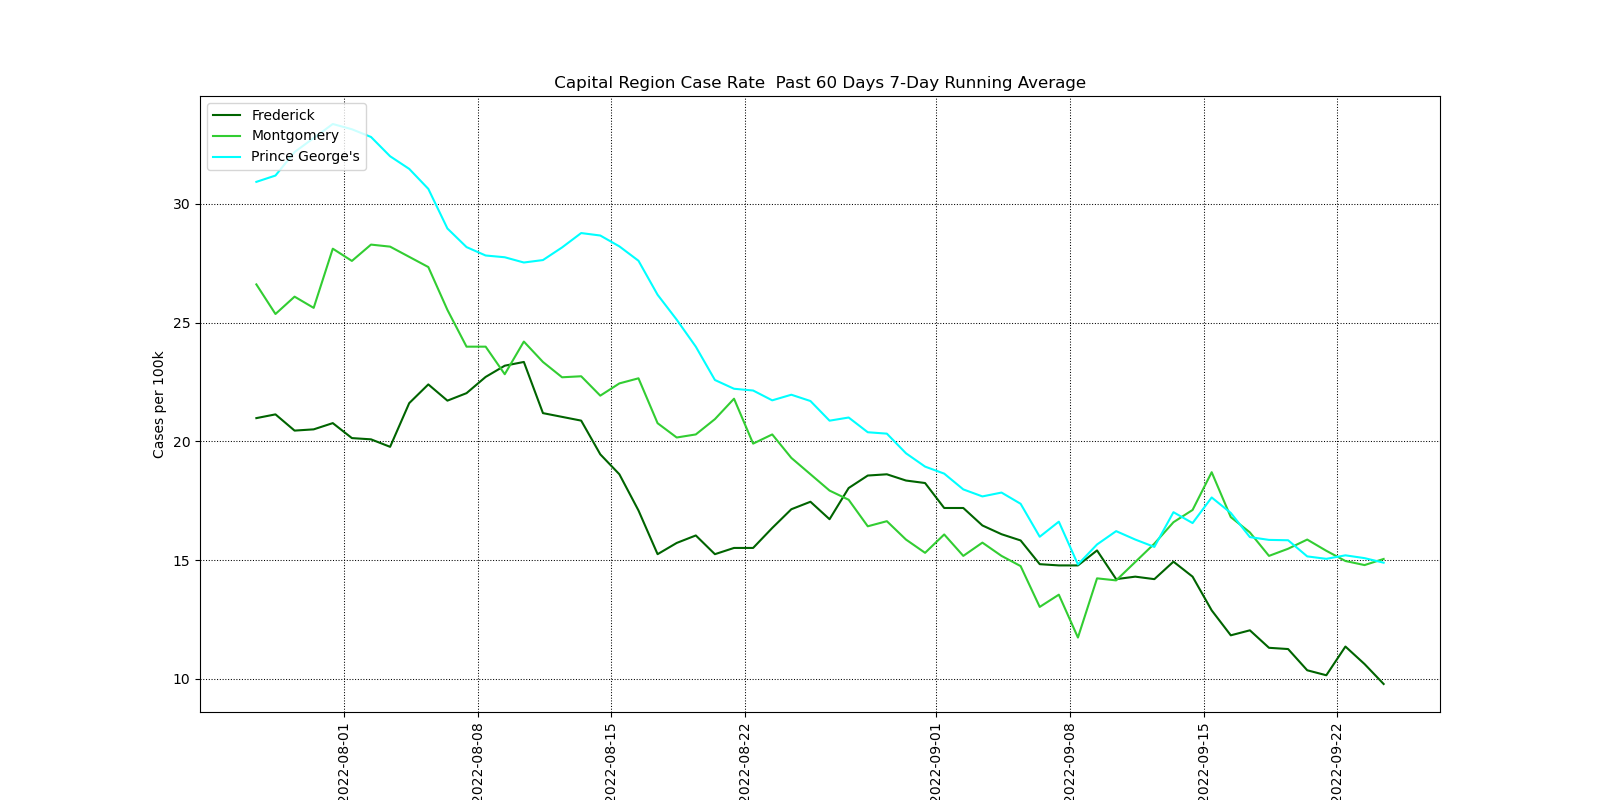 Capital Region Case Rate  Past 60 Days 7-Day Running Average
Frederick
Montgomery
Prince George's
Cases per 100k
30
25
20
15
10
2022-08-01
2022-08-08
2022-08-15
2022-08-22
2022-09-01
2022-09-08
2022-09-15
2022-09-22